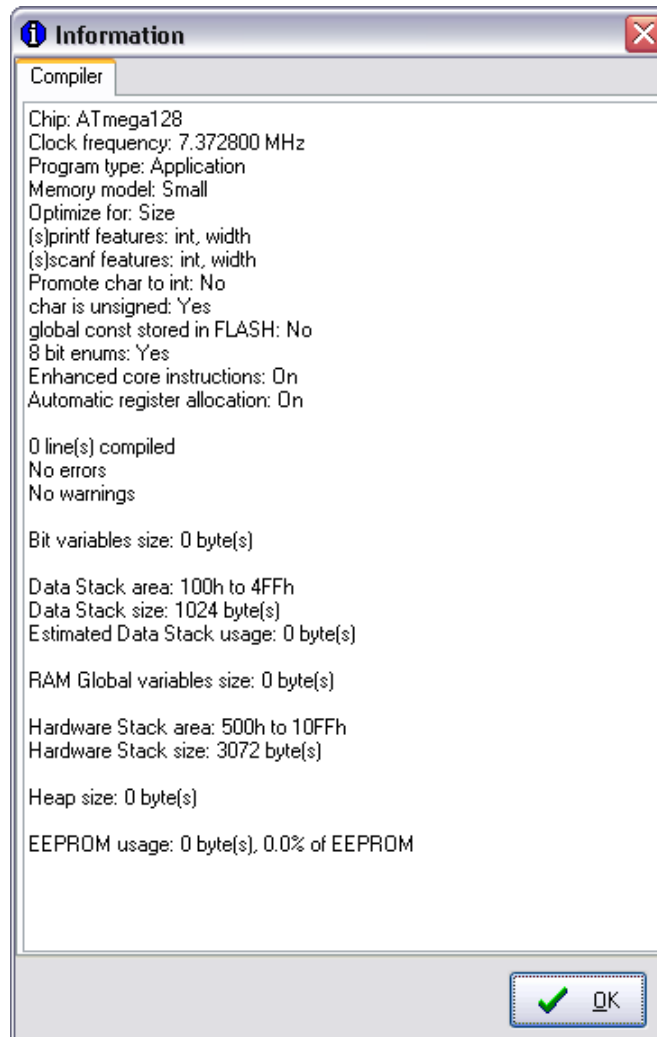 Information
Compiler
Chip: ATmega128
Clock frequency: 7.372800 MHz
Program type: Application
Memory model: Small
Optimize for: Size
(s)printf features: int, width
(s)scanf features: int, width
Promote char to int: No
char is unsigned: Yes
global const stored in FLASH: No
8 bit enums: Yes
Enhanced core instructions: On
Automatic register allocation: On
0 line(s) compiled
No errors
No warnings
Bit variables size: 0 byte(s)
Data Stack area: 100h to 4FFh
Data Stack size: 1024 byte(s)
Estimated Data Stack usage: 0 byte(s)
RAM Global variables size: 0 byte(s)
Hardware Stack area: 500h to 10FFh
Hardware Stack size: 3072 byte(s)
Heap size: 0 byte(s)
EEPROM usage: 0 byte(s), 0.0% of EEPROM
OK